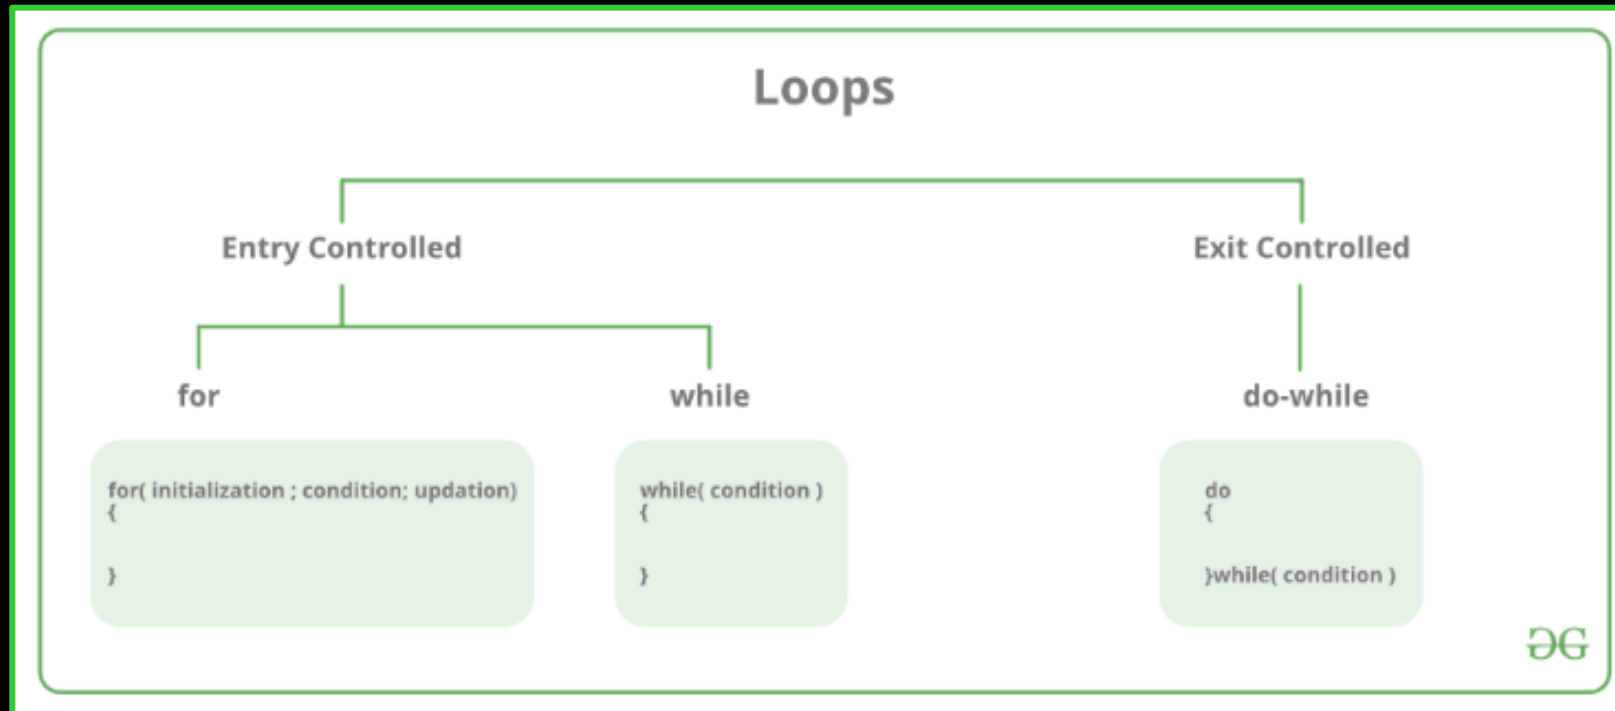 Loops
Entry Controlled
Exit Controlled
for
while
do-while
for( initialization ; condition; updation)
{
}
while( condition )
{
}
do
{
}while( condition )